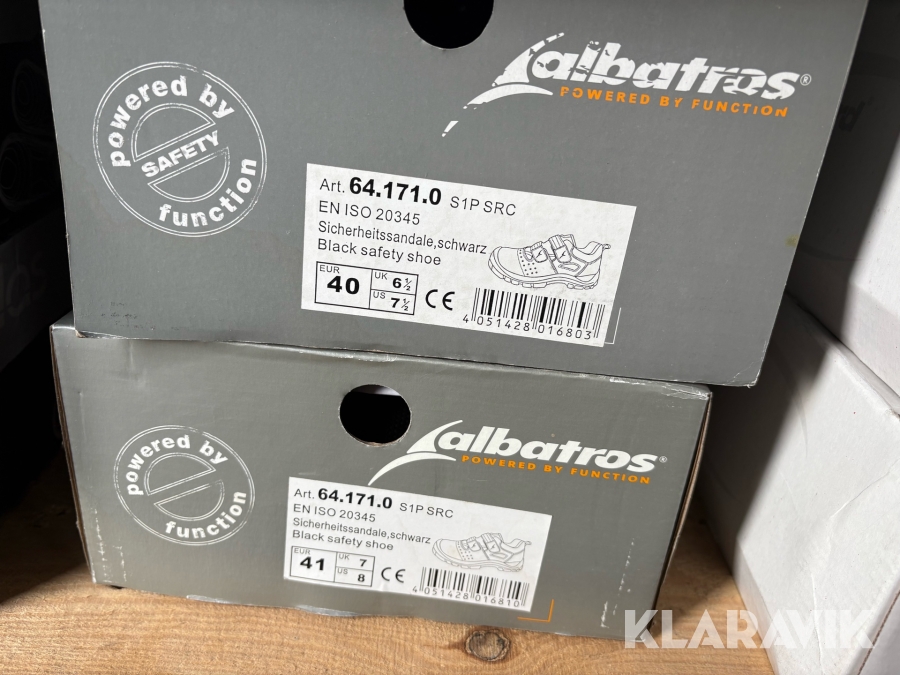 albatros®
POWERED BY FUNCTION
powered by
SAFETY
function
Art. 64.171.0 S1P SRC
EN ISO 20345
Sicherheitssandale,schwarz
Black safety shoe
EUR
40
UK 6½
US 7½
CE
4 051428 016803
albatros®
POWERED BY FUNCTION
powered by
function
Art. 64.171.0 S1P SRC
EN ISO 20345
Sicherheitssandale,schwarz
Black safety shoe
EUR
41
UK 7
US 8
CE
4 051428 016810
KLARAVIK